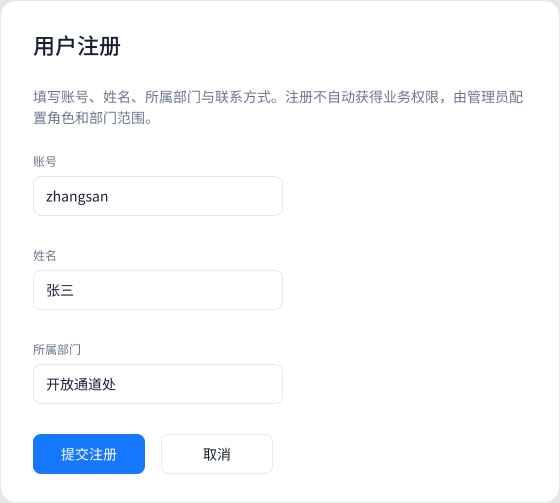 用户注册
填写账号、姓名、所属部门与联系方式。注册不自动获得业务权限，由管理员配
置角色和部门范围。
账号
zhangsan
姓名
张三
所属部门
开放通道处
提交注册
取消